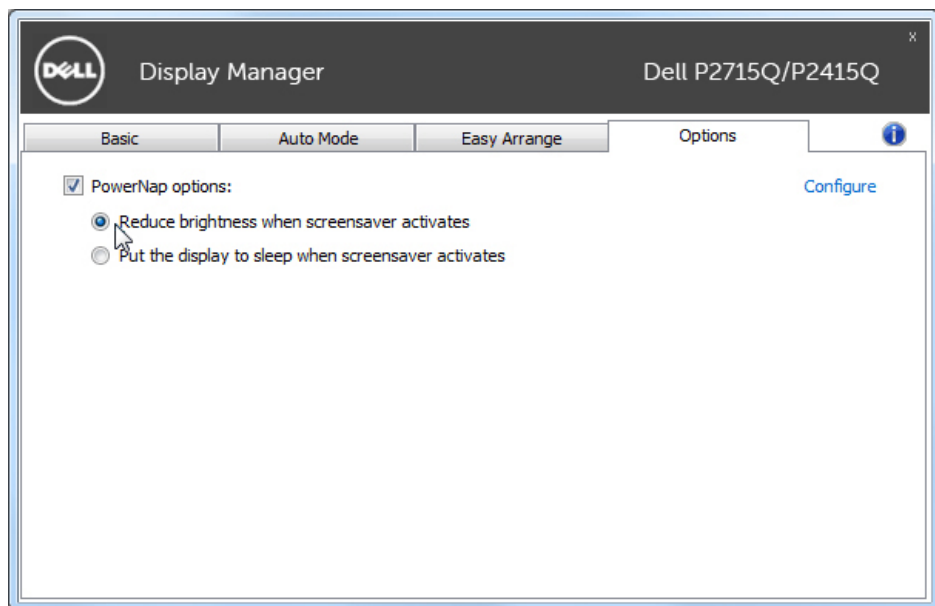 X
DELL
Display Manager
Dell P2715Q/P2415Q
Basic
Auto Mode
Easy Arrange
Options
i
PowerNap options:
Configure
Reduce brightness when screensaver activates
Put the display to sleep when screensaver activates